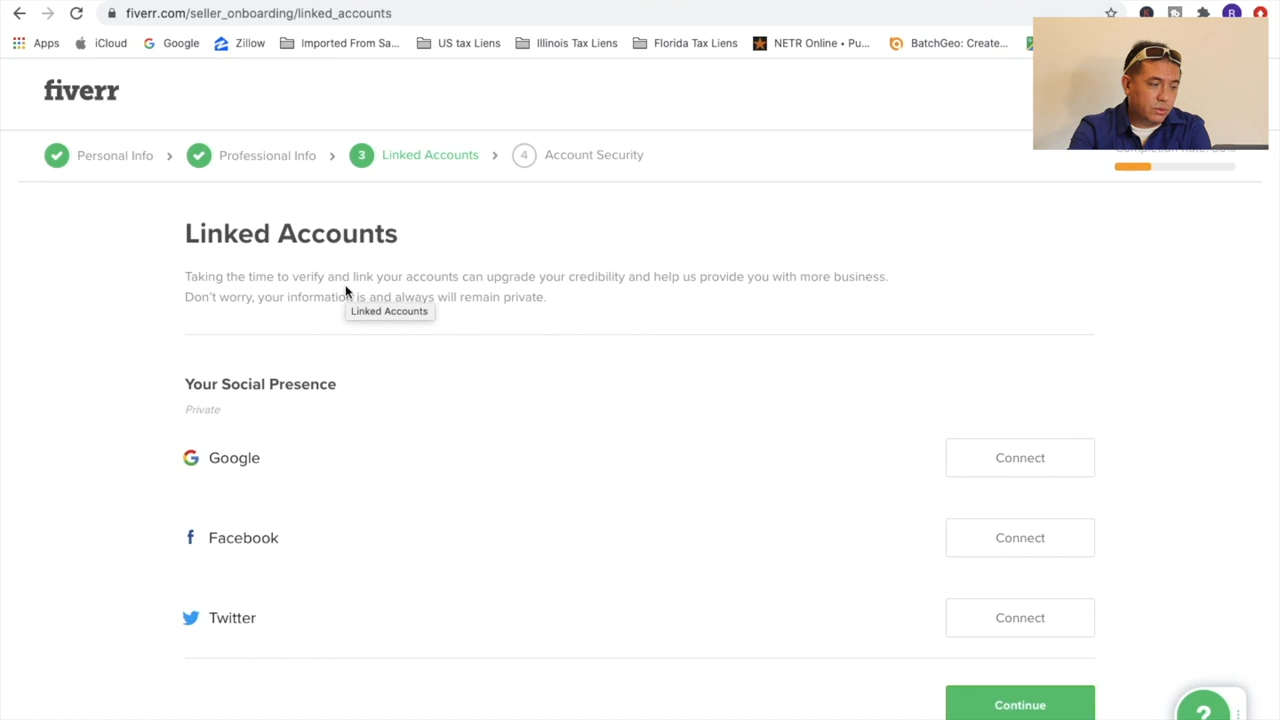 fiverr.com/seller_onboarding/linked_accounts
Apps iCloud Google Zillow Imported From Sa... US tax Liens Illinois Tax Liens Florida Tax Liens NETR Online • Pu... BatchGeo: Create...
fiverr
Personal Info > Professional Info > 3 Linked Accounts > 4 Account Security
Linked Accounts
Taking the time to verify and link your accounts can upgrade your credibility and help us provide you with more business.
Don't worry, your information is and always will remain private.
Linked Accounts
Your Social Presence
Private
Google Connect
Facebook Connect
Twitter Connect
Continue
?